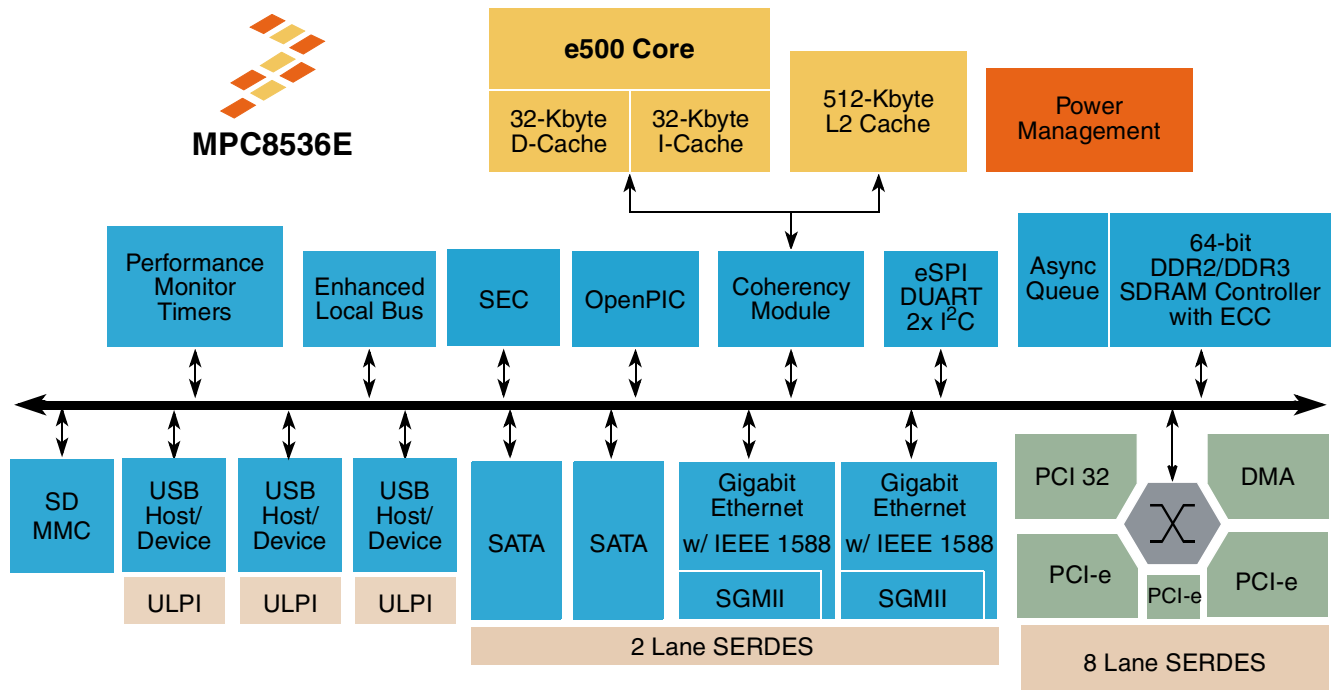 MPC8536E
e500 Core
32-Kbyte
D-Cache
32-Kbyte
I-Cache
512-Kbyte
L2 Cache
Power
Management
Performance
Monitor
Timers
Enhanced
Local Bus
SEC
OpenPIC
Coherency
Module
eSPI
DUART
2x I²C
Async
Queue
64-bit
DDR2/DDR3
SDRAM Controller
with ECC
SD
MMC
USB
Host/
Device
ULPI
USB
Host/
Device
ULPI
USB
Host/
Device
ULPI
SATA
SATA
Gigabit
Ethernet
w/ IEEE 1588
SGMII
Gigabit
Ethernet
w/ IEEE 1588
SGMII
2 Lane SERDES
PCI 32
DMA
PCI-e
PCI-e
PCI-e
8 Lane SERDES